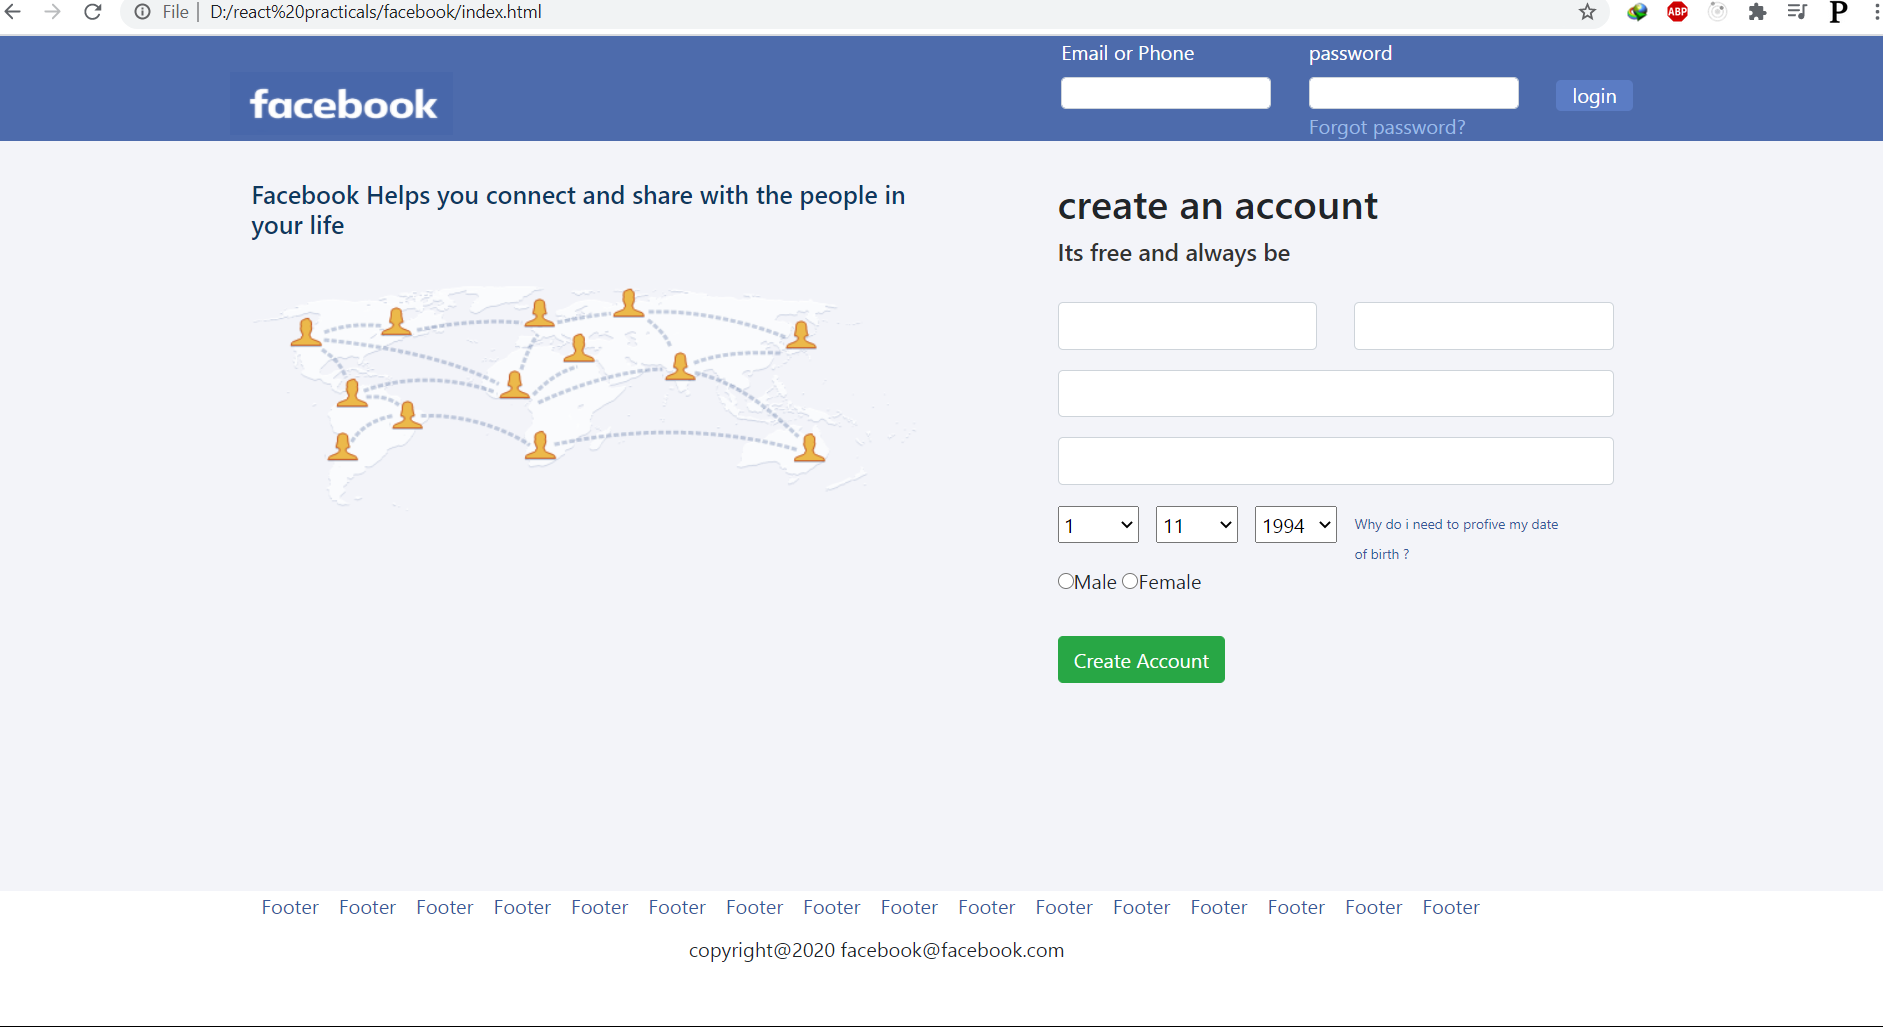 File | D:/react%20practicals/facebook/index.html
ABP
P
Email or Phone
password
facebook
login
Forgot password?
Facebook Helps you connect and share with the people in
your life
create an account
Its free and always be
1
11
1994
Why do i need to profive my date
of birth ?
Male
Female
Create Account
Footer Footer Footer Footer Footer Footer Footer Footer Footer Footer Footer Footer Footer Footer Footer Footer
copyright@2020 facebook@facebook.com